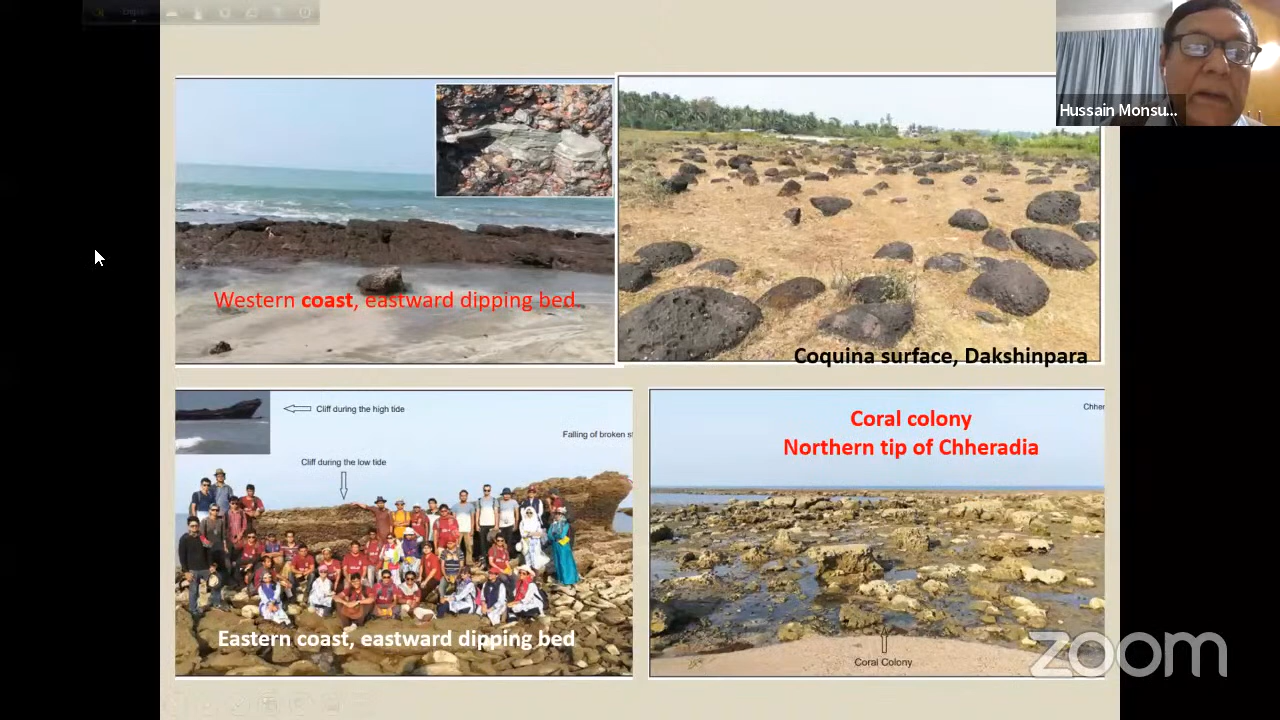 Hussain Monsu...
Western coast, eastward dipping bed
Coquina surface, Dakshinpara
Cliff during the high tide
Falling of broken
Cliff during the low tide
Eastern coast, eastward dipping bed
Coral colony
Northern tip of Chheradia
Coral Colony
zoom